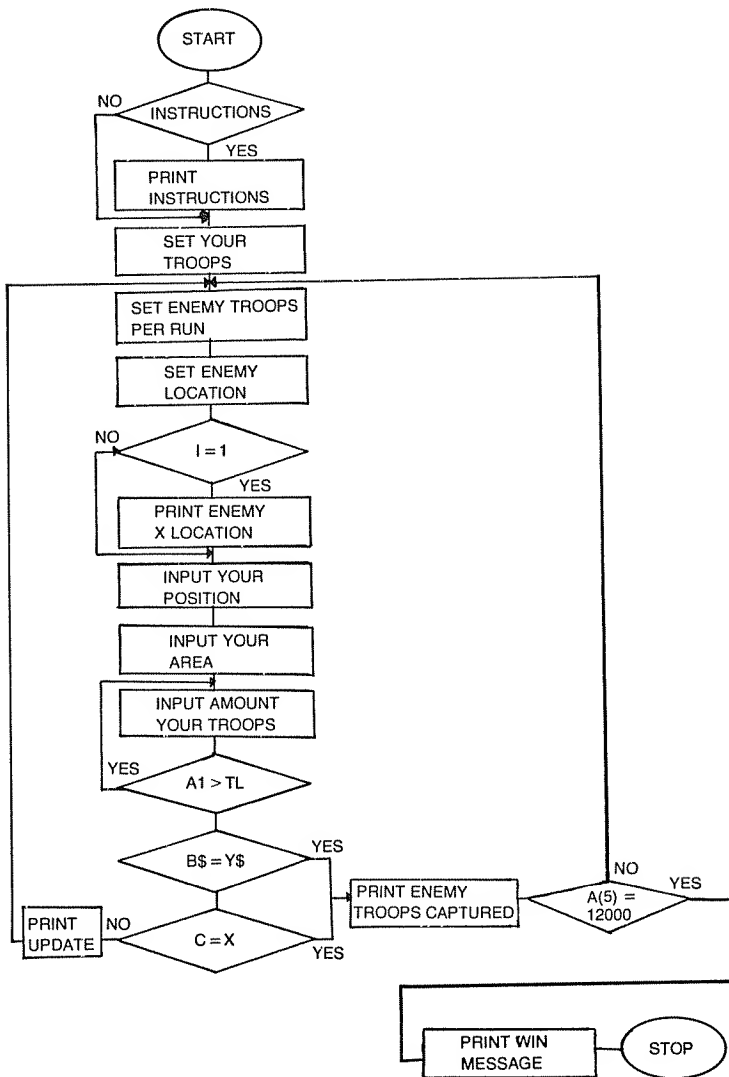 START
NO
INSTRUCTIONS
YES
PRINT
INSTRUCTIONS
SET YOUR
TROOPS
SET ENEMY TROOPS
PER RUN
SET ENEMY
LOCATION
NO
I = 1
YES
PRINT ENEMY
X LOCATION
INPUT YOUR
POSITION
INPUT YOUR
AREA
INPUT AMOUNT
YOUR TROOPS
YES
A1 > TL
B$ = Y$
YES
PRINT ENEMY
TROOPS CAPTURED
NO
A(5) =
12000
YES
PRINT
UPDATE
NO
C = X
YES
PRINT WIN
MESSAGE
STOP